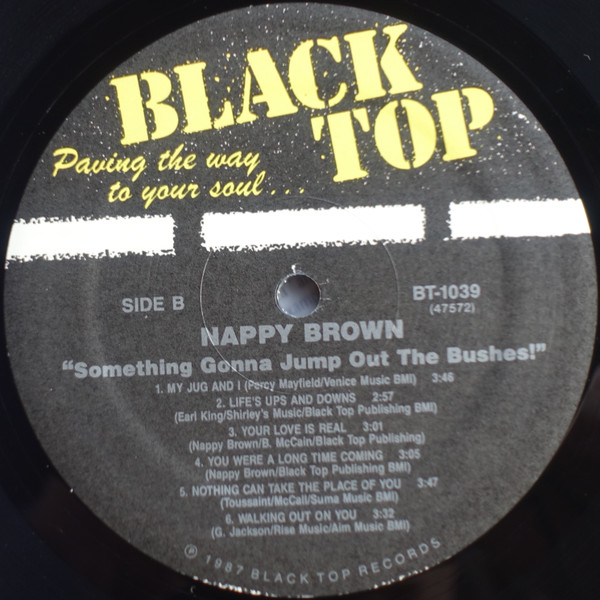 BLACK
TOP
Paving the way
to your soul...
SIDE B
BT-1039
(47572)
NAPPY BROWN
“Something Gonna Jump Out The Bushes!”
1. MY JUG AND I (Percy Mayfield/Venice Music BMI) 3:46
2. LIFE'S UPS AND DOWNS 2:57
(Earl King/Shirley's Music/Black Top Publishing BMI)
3. YOUR LOVE IS REAL 3:01
(Nappy Brown/B. McCain/Black Top Publishing)
4. YOU WERE A LONG TIME COMING 3:05
(Nappy Brown/Black Top Publishing BMI)
5. NOTHING CAN TAKE THE PLACE OF YOU 3:47
(Toussaint/McCall/Suma Music BMI)
6. WALKING OUT ON YOU 3:32
(G. Jackson/Rise Music/Aim Music BMI)
℗ 1987 BLACK TOP RECORDS